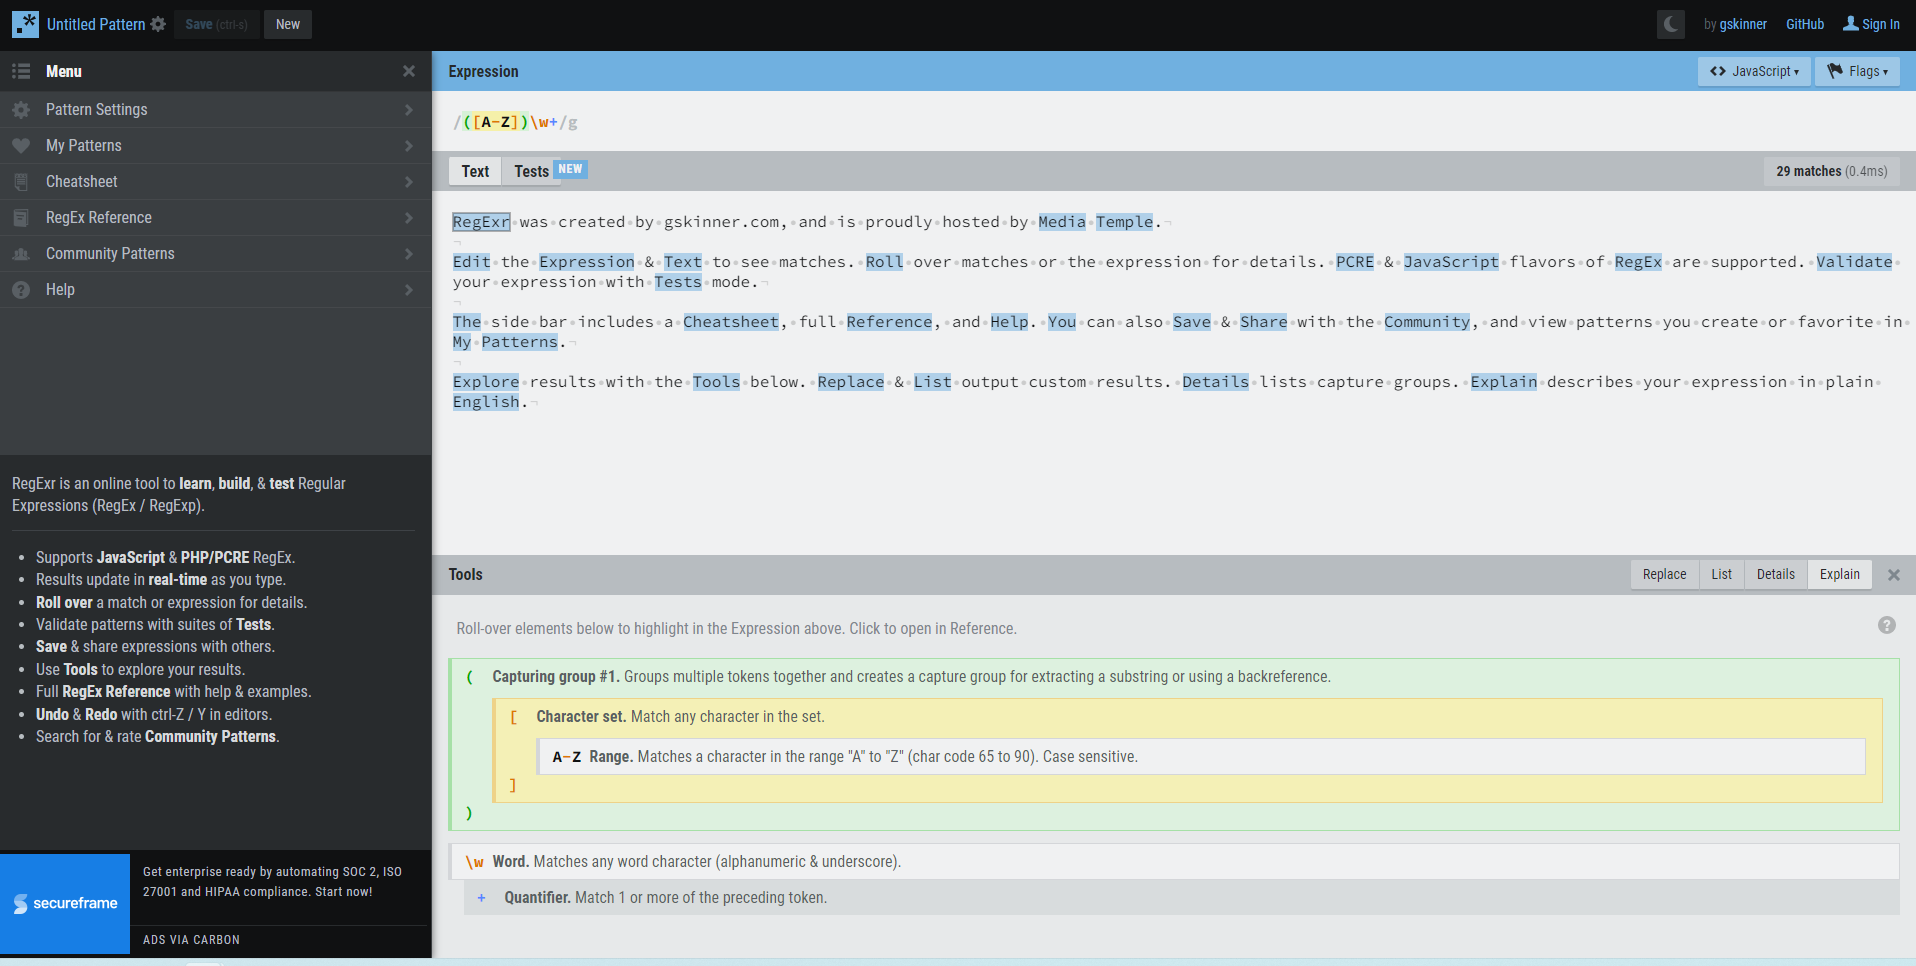 Untitled Pattern Save (ctrl-s) New by gskinner GitHub Sign In
Menu
Pattern Settings
My Patterns
Cheatsheet
RegEx Reference
Community Patterns
Help
RegExr is an online tool to learn, build, & test Regular
Expressions (RegEx / RegExp).
• Supports JavaScript & PHP/PCRE RegEx.
• Results update in real-time as you type.
• Roll over a match or expression for details.
• Validate patterns with suites of Tests.
• Save & share expressions with others.
• Use Tools to explore your results.
• Full RegEx Reference with help & examples.
• Undo & Redo with ctrl-Z / Y in editors.
• Search for & rate Community Patterns.
secureframe
Get enterprise ready by automating SOC 2, ISO
27001 and HIPAA compliance. Start now!
ADS VIA CARBON
Expression <> JavaScript ▾ Flags ▾
/([A-Z])\w+/g
Text Tests NEW 29 matches (0.4ms)
RegExr was created by gskinner.com, and is proudly hosted by Media Temple.
Edit the Expression & Text to see matches. Roll over matches or the expression for details. PCRE & JavaScript flavors of RegEx are supported. Validate
your expression with Tests mode.
The side bar includes a Cheatsheet, full Reference, and Help. You can also Save & Share with the Community, and view patterns you create or favorite in
My Patterns.
Explore results with the Tools below. Replace & List output custom results. Details lists capture groups. Explain describes your expression in plain
English.
Tools Replace List Details Explain
Roll-over elements below to highlight in the Expression above. Click to open in Reference. ?
( Capturing group #1. Groups multiple tokens together and creates a capture group for extracting a substring or using a backreference.
[ Character set. Match any character in the set.
A-Z Range. Matches a character in the range "A" to "Z" (char code 65 to 90). Case sensitive.
]
)
\w Word. Matches any word character (alphanumeric & underscore).
+ Quantifier. Match 1 or more of the preceding token.